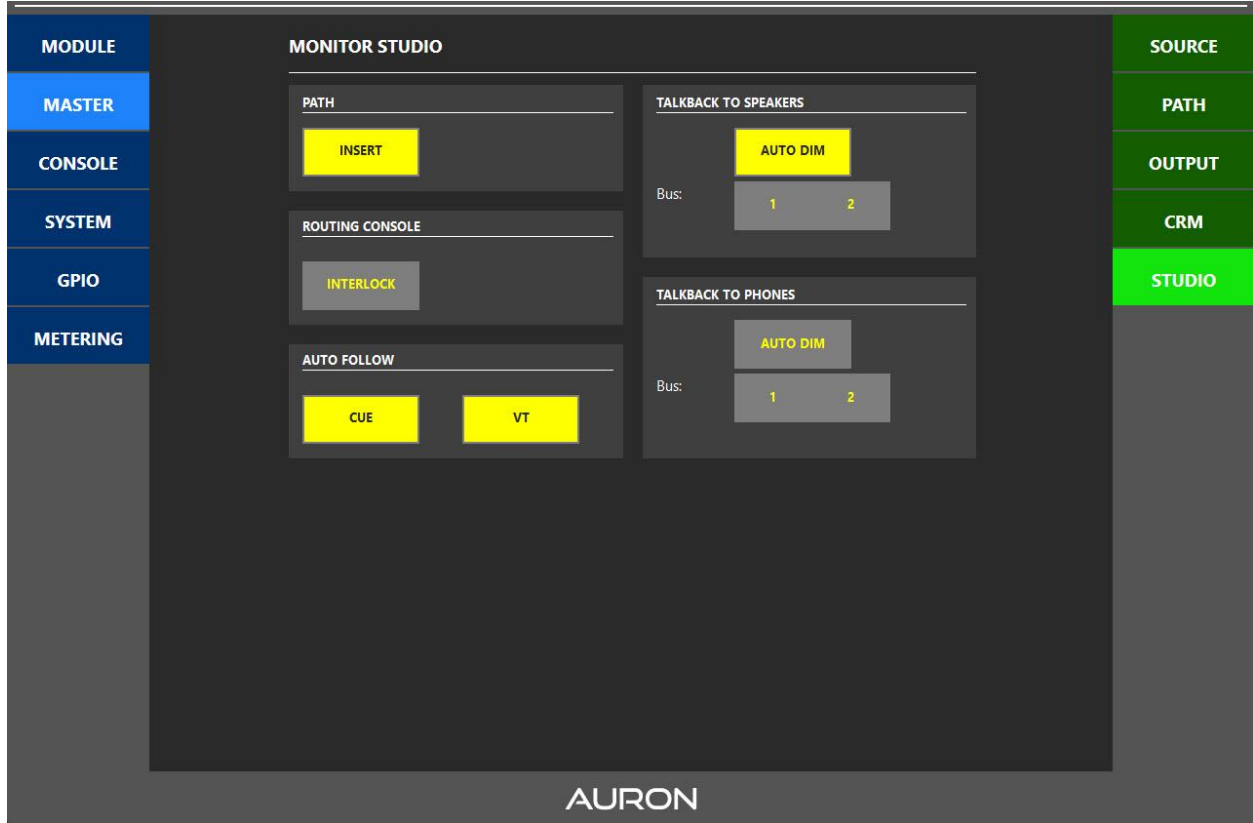 MODULE
MASTER
CONSOLE
SYSTEM
GPIO
METERING
MONITOR STUDIO
PATH
INSERT
ROUTING CONSOLE
INTERLOCK
AUTO FOLLOW
CUE VT
TALKBACK TO SPEAKERS
AUTO DIM
Bus: 1 2
TALKBACK TO PHONES
AUTO DIM
Bus: 1 2
SOURCE
PATH
OUTPUT
CRM
STUDIO
AURON